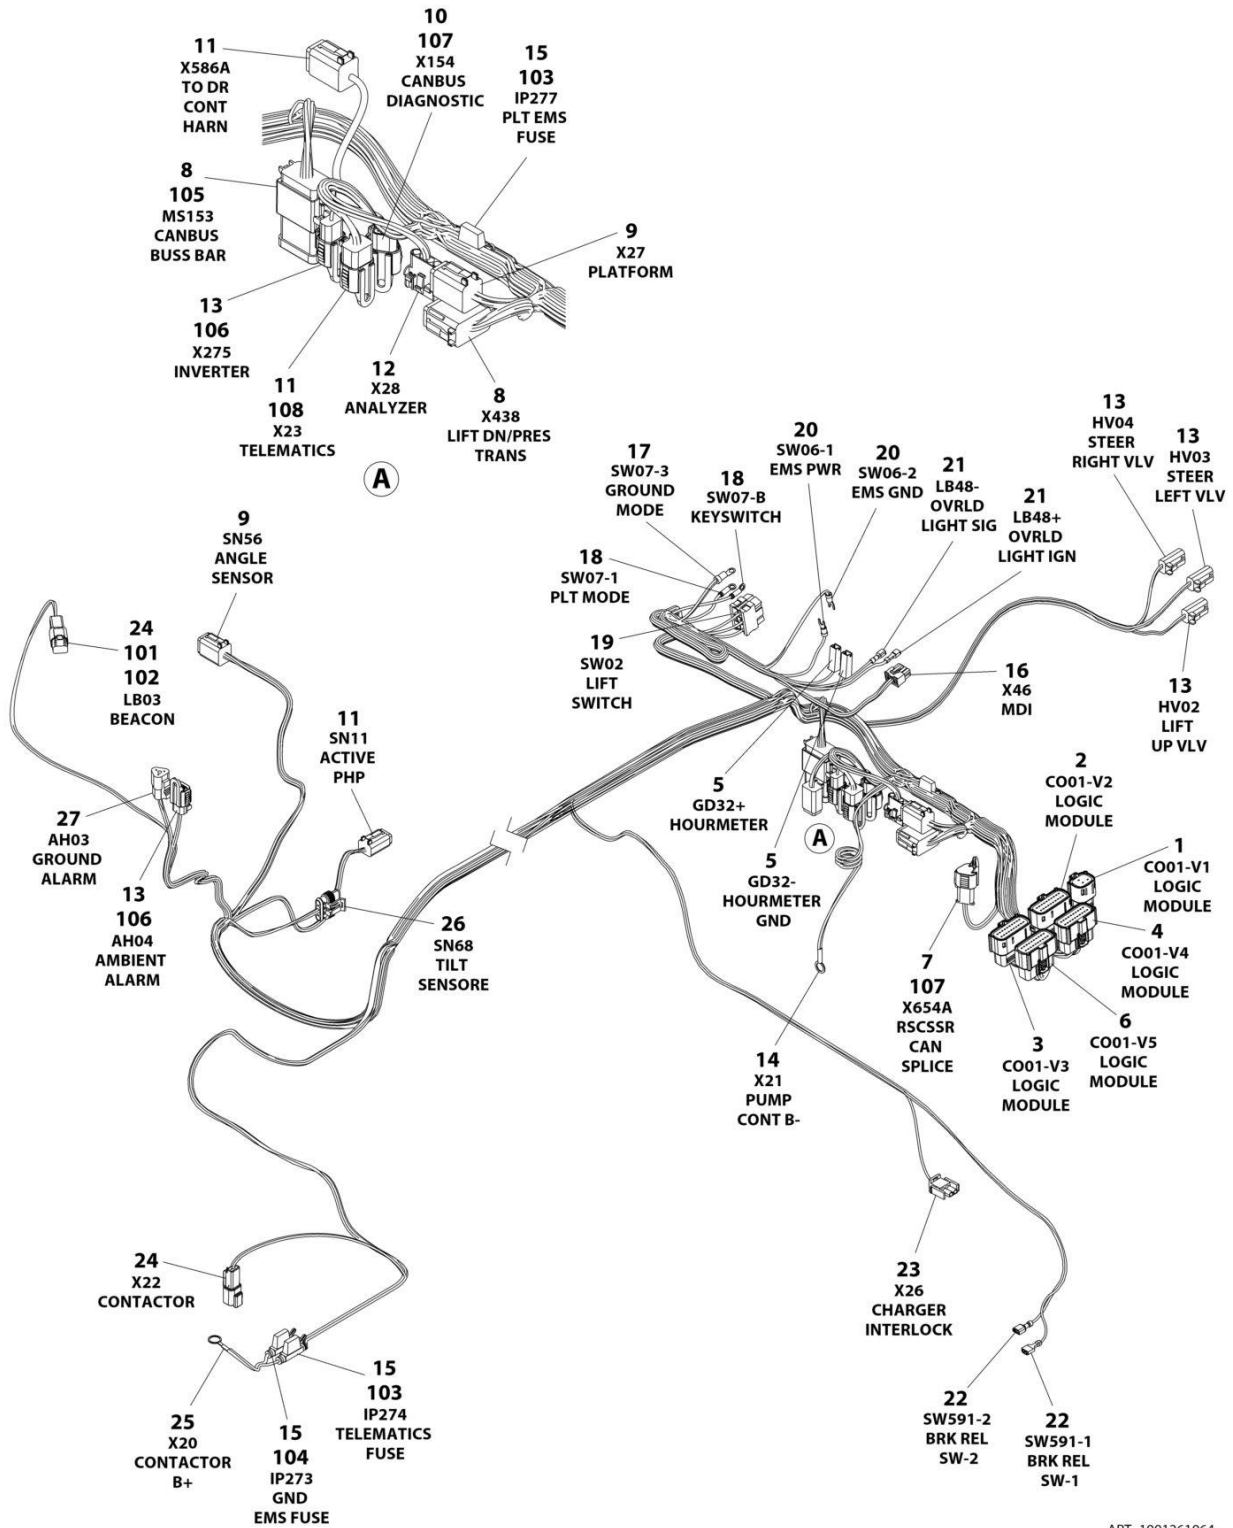 11
X586A
TO DR
CONT
HARN
10
107
X154
CANBUS
DIAGNOSTIC
15
103
IP277
PLT EMS
FUSE
8
105
MS153
CANBUS
BUSS BAR
9
X27
PLATFORM
13
106
X275
INVERTER
11
108
X23
TELEMATICS
12
X28
ANALYZER
8
X438
LIFT DN/PRES
TRANS
A
17
SW07-3
GROUND
MODE
18
SW07-B
KEYSWITCH
20
SW06-1
EMS PWR
20
SW06-2
EMS GND
21
LB48-
OVRLD
LIGHT SIG
21
LB48+
OVRLD
LIGHT IGN
13
HV04
STEER
RIGHT VLV
13
HV03
STEER
LEFT VLV
18
SW07-1
PLT MODE
19
SW02
LIFT
SWITCH
16
X46
MDI
13
HV02
LIFT
UP VLV
9
SN56
ANGLE
SENSOR
24
101
102
LB03
BEACON
11
SN11
ACTIVE
PHP
27
AH03
GROUND
ALARM
13
106
AH04
AMBIENT
ALARM
26
SN68
TILT
SENSORE
5
GD32+
HOURMETER
5
GD32-
HOURMETER
GND
A
2
CO01-V2
LOGIC
MODULE
1
CO01-V1
LOGIC
MODULE
4
CO01-V4
LOGIC
MODULE
6
CO01-V5
LOGIC
MODULE
3
CO01-V3
LOGIC
MODULE
7
107
X654A
RSCSSR
CAN
SPLICE
14
X21
PUMP
CONT B-
23
X26
CHARGER
INTERLOCK
24
X22
CONTACTOR
25
X20
CONTACTOR
B+
15
104
IP273
GND
EMS FUSE
15
103
IP274
TELEMATICS
FUSE
22
SW591-2
BRK REL
SW-2
22
SW591-1
BRK REL
SW-1